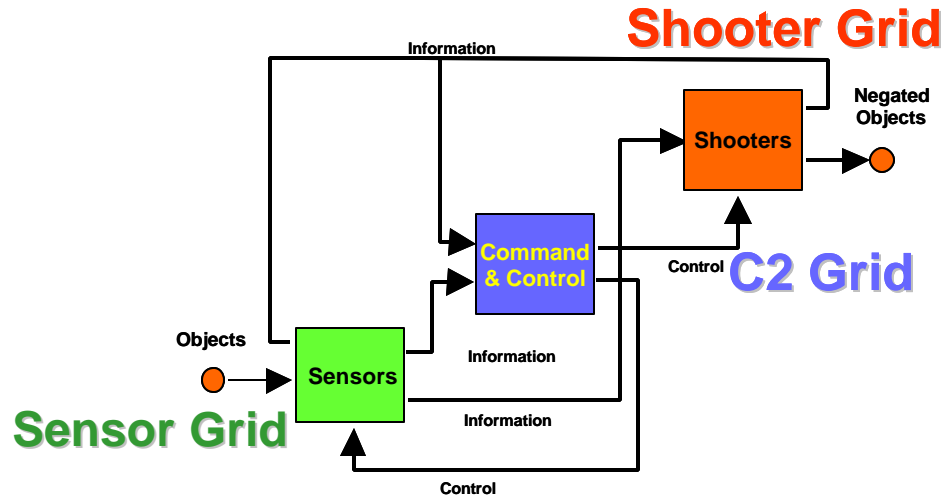 Shooter Grid
Information
Negated
Objects
Shooters
Command
& Control
Control
C2 Grid
Objects
Information
Sensors
Information
Sensor Grid
Control